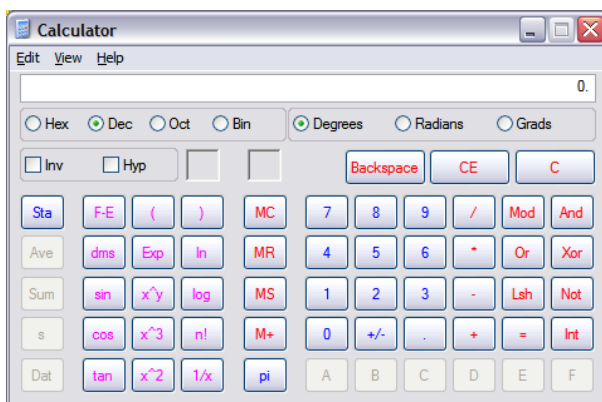 Calculator
Edit View Help
0.
Hex Dec Oct Bin Degrees Radians Grads
Inv Hyp Backspace CE C
Sta F-E ( ) MC 7 8 9 / Mod And
Ave dms Exp ln MR 4 5 6 * Or Xor
Sum sin x^y log MS 1 2 3 - Lsh Not
s cos x^3 n! M+ 0 +/- . + = Int
Dat tan x^2 1/x pi A B C D E F